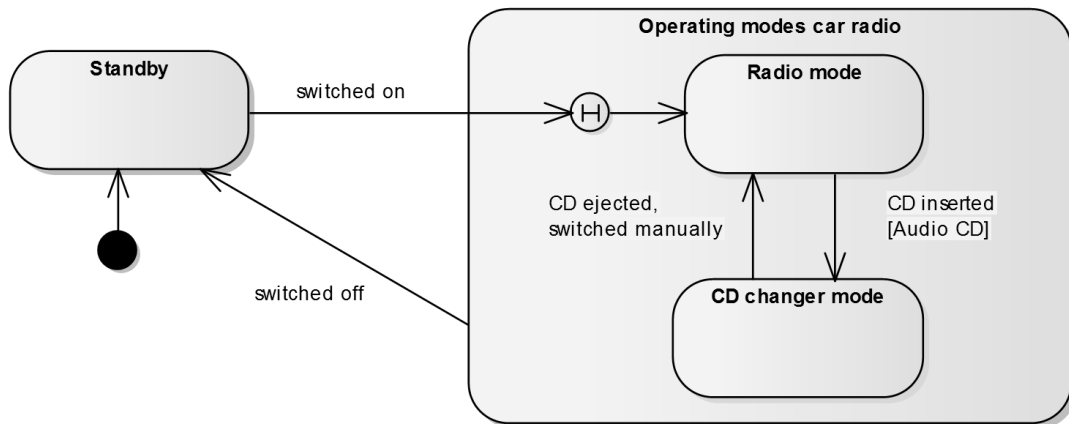 Operating modes car radio
Standby
Radio mode
switched on
H
CD ejected,
switched manually
CD inserted
[Audio CD]
switched off
CD changer mode